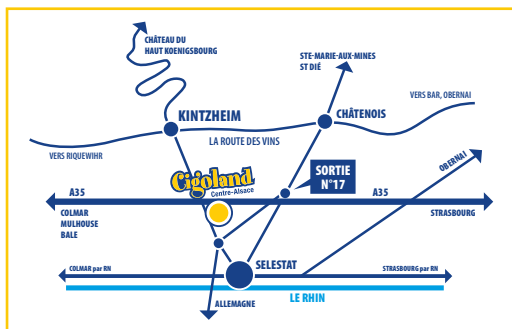 CHÂTEAU DU
HAUT KOENIGSBOURG
STE-MARIE-AUX-MINES
ST DIÉ
VERS BAR, OBERNAI
KINTZHEIM
CHÂTENOIS
LA ROUTE DES VINS
VERS RIQUEWIHR
OBERNAI
Cigoland
Centre-Alsace
SORTIE
N°17
A35
A35
COLMAR
MULHOUSE
BALE
STRASBOURG
SELESTAT
COLMAR par RN
STRASBOURG par RN
LE RHIN
ALLEMAGNE